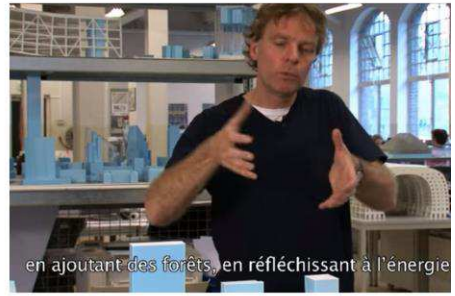 en ajoutant des forêts, en réfléchissant à l'énergie